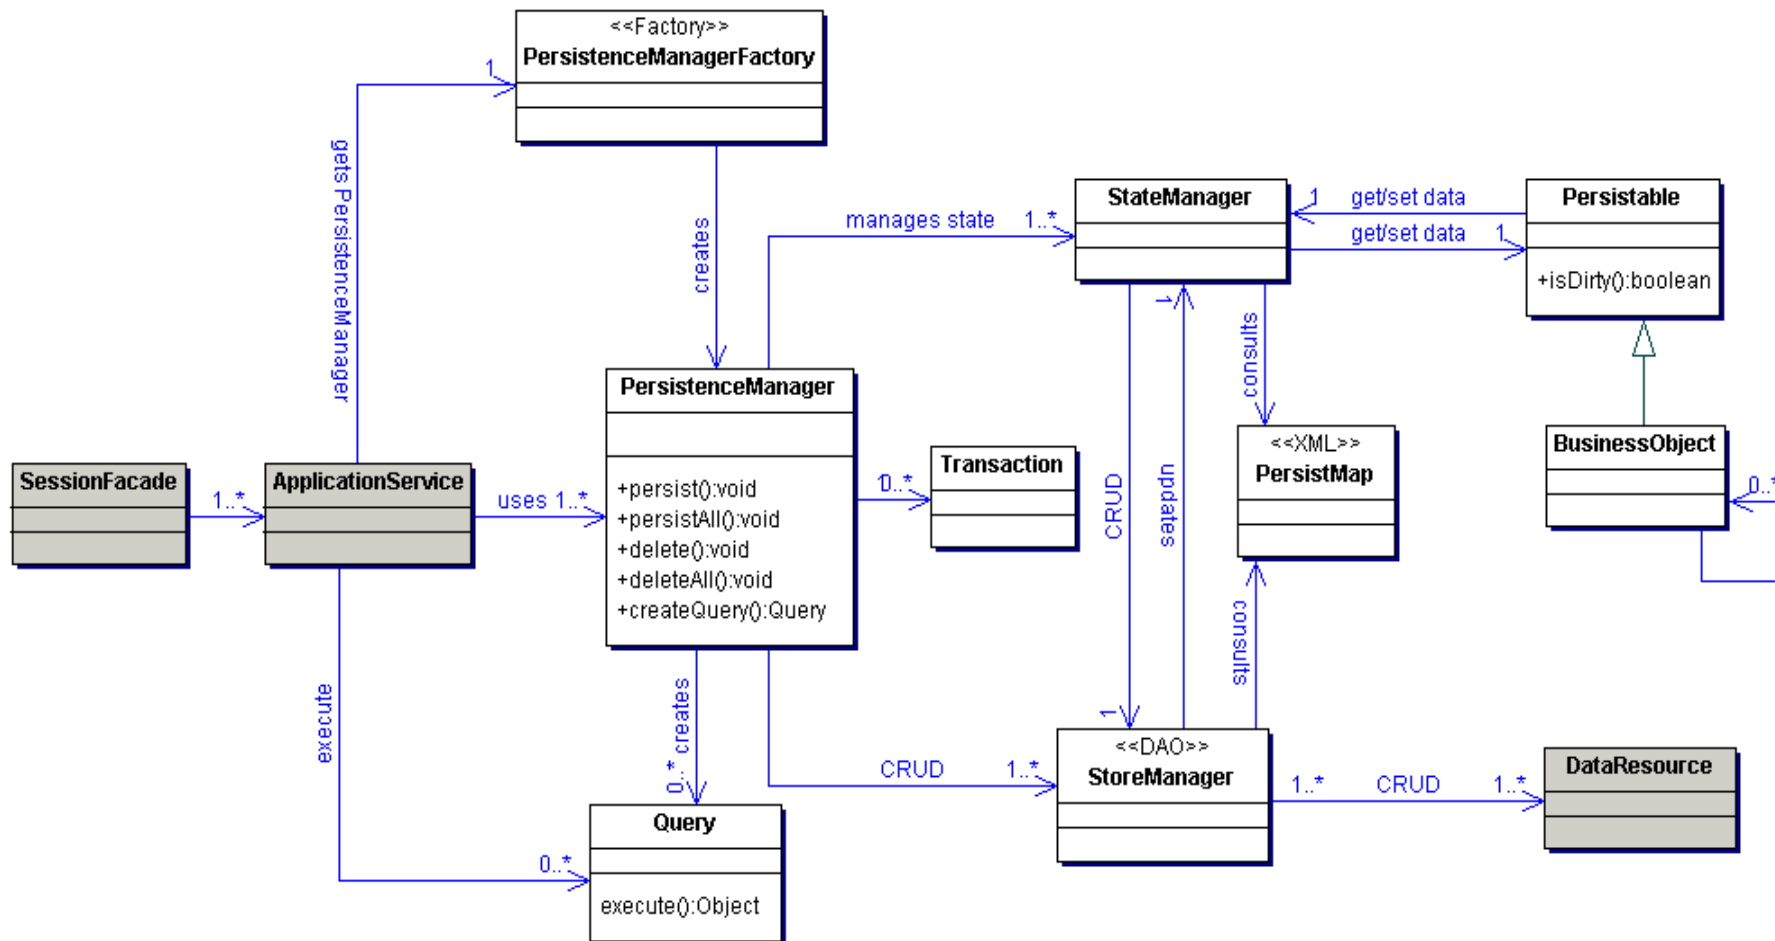 <<Factory>>
PersistenceManagerFactory
1
gets PersistenceManager
creates
StateManager
Persistable
+isDirty():boolean
1 get/set data
get/set data 1
manages state 1..*
consults
PersistenceManager
+persist():void
+persistAll():void
+delete():void
+deleteAll():void
+createQuery():Query
SessionFacade
1..*
ApplicationService
uses 1..*
Transaction
0..*
CRUD
1
updates
1
<<XML>>
PersistMap
consults
BusinessObject
0..*
execute
0..*
0..* creates
Query
execute():Object
CRUD 1..*
<<DAO>>
StoreManager
1..* CRUD 1..*
DataResource